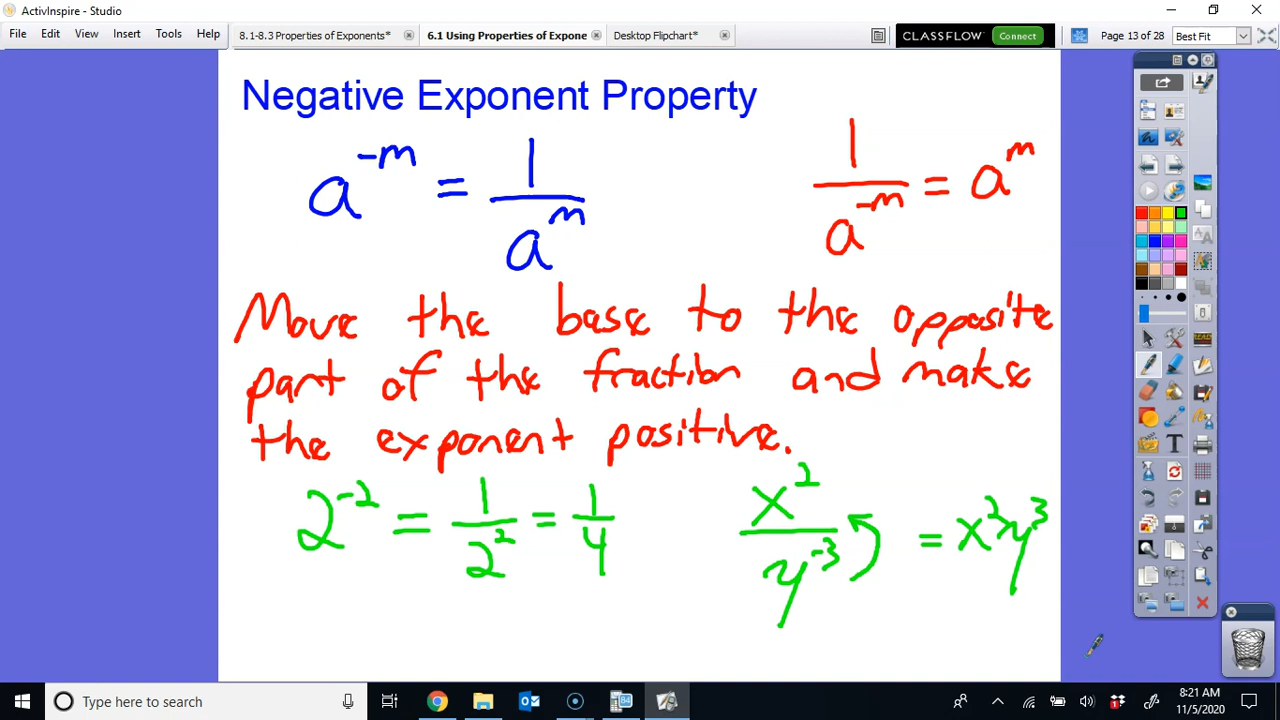 ActivInspire - Studio
File Edit View Insert Tools Help
8.1-8.3 Properties of Exponents*
6.1 Using Properties of Expone
Desktop Flipchart*
CLASSFLOW Connect
Page 13 of 28
Best Fit
Negative Exponent Property
a^{-m} = 1/a^m
1/a^{-m} = a^m
Move the base to the opposite
part of the fraction and make
the exponent positive.
2^{-2} = 1/2^2 = 1/4
x^2/y^{-3} = x^2y^3
Type here to search
8:21 AM
11/5/2020